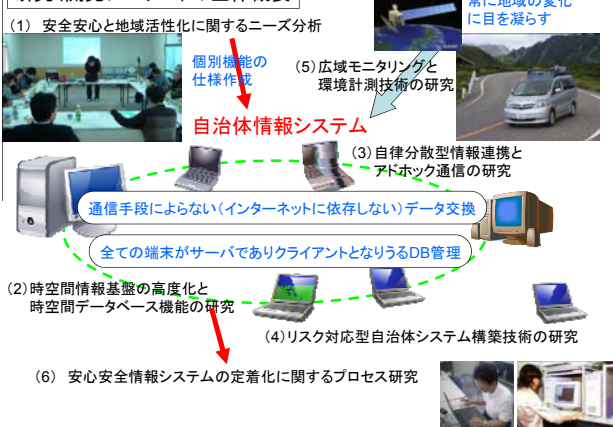 (1) 安全安心と地域活性化に関するニーズ分析
常に地域の変化
に目を凝らす
個別機能の
仕様作成
(5)広域モニタリングと
環境計測技術の研究
自治体情報システム
(3)自律分散型情報連携と
アドホック通信の研究
通信手段によらない(インターネットに依存しない)データ交換
全ての端末がサーバでありクライアントとなりうるDB管理
(2)時空間情報基盤の高度化と
時空間データベース機能の研究
(4)リスク対応型自治体システム構築技術の研究
(6) 安心安全情報システムの定着化に関するプロセス研究